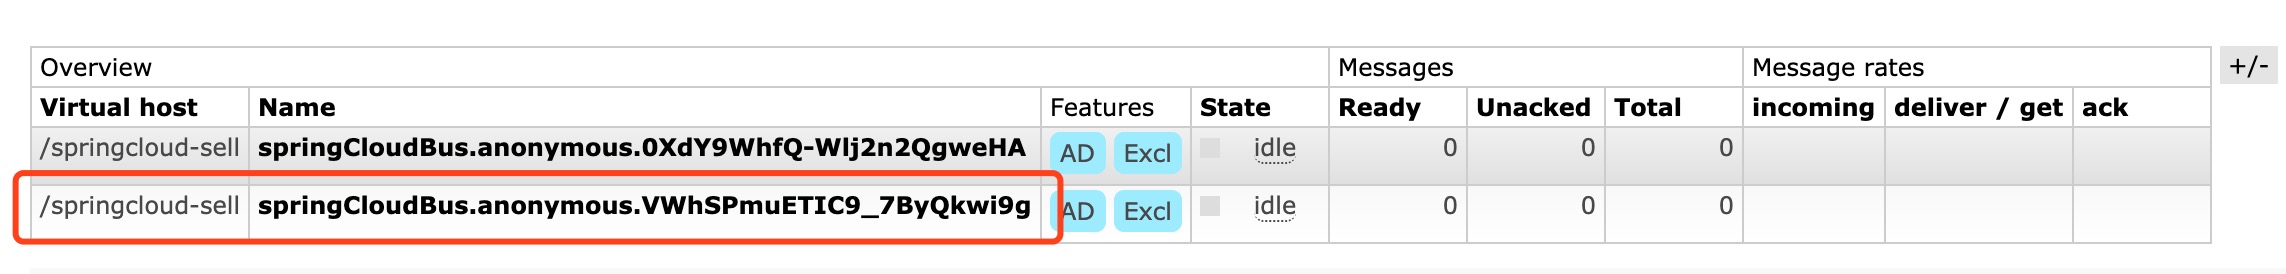 Overview Messages Message rates +/-
Virtual host Name Features State Ready Unacked Total incoming deliver / get ack
/springcloud-sell springCloudBus.anonymous.0XdY9WhfQ-Wlj2n2QgweHA AD Excl idle 0 0 0
/springcloud-sell springCloudBus.anonymous.VWhSPmuETIC9_7ByQkwi9g AD Excl idle 0 0 0